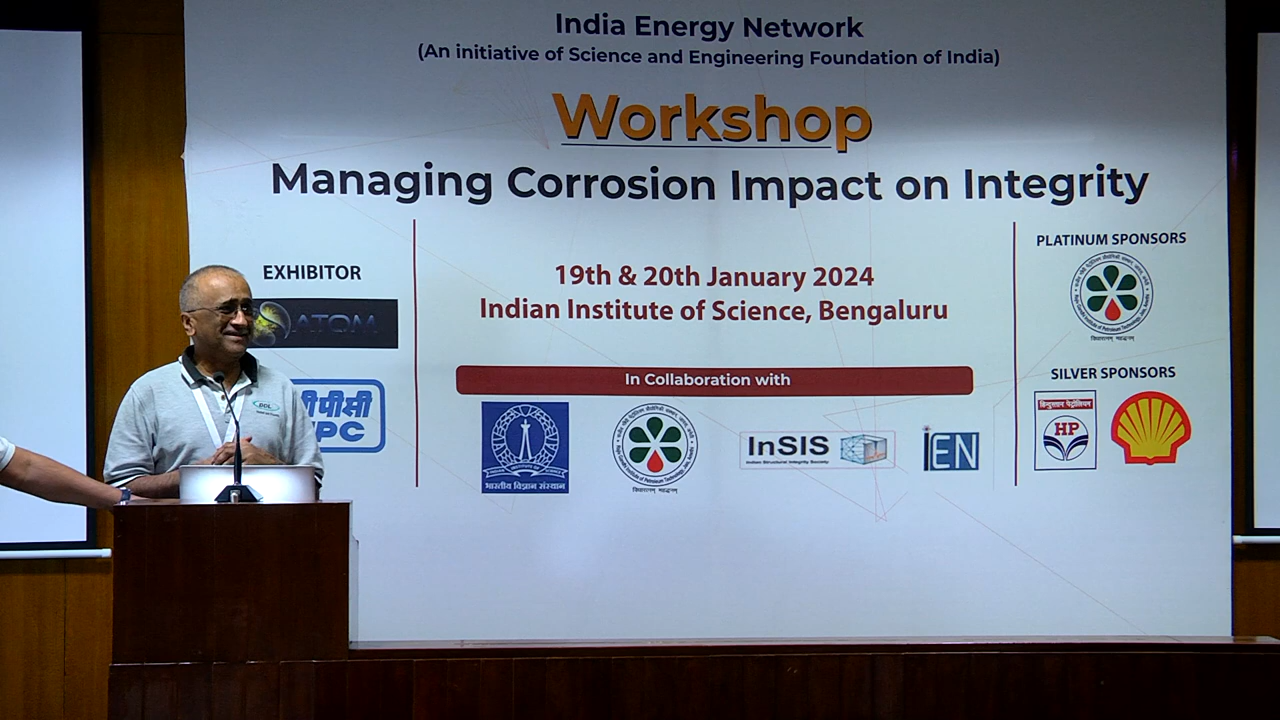 India Energy Network
(An initiative of Science and Engineering Foundation of India)
Workshop
Managing Corrosion Impact on Integrity
EXHIBITOR
ATOM
पीसी
PC
19th & 20th January 2024
Indian Institute of Science, Bengaluru
In Collaboration with
भारतीय विज्ञान संस्थान
InSIS
Indian Structural Integrity Society
iEN
PLATINUM SPONSORS
SILVER SPONSORS
हिन्दुस्तान पेट्रोलियम
HP